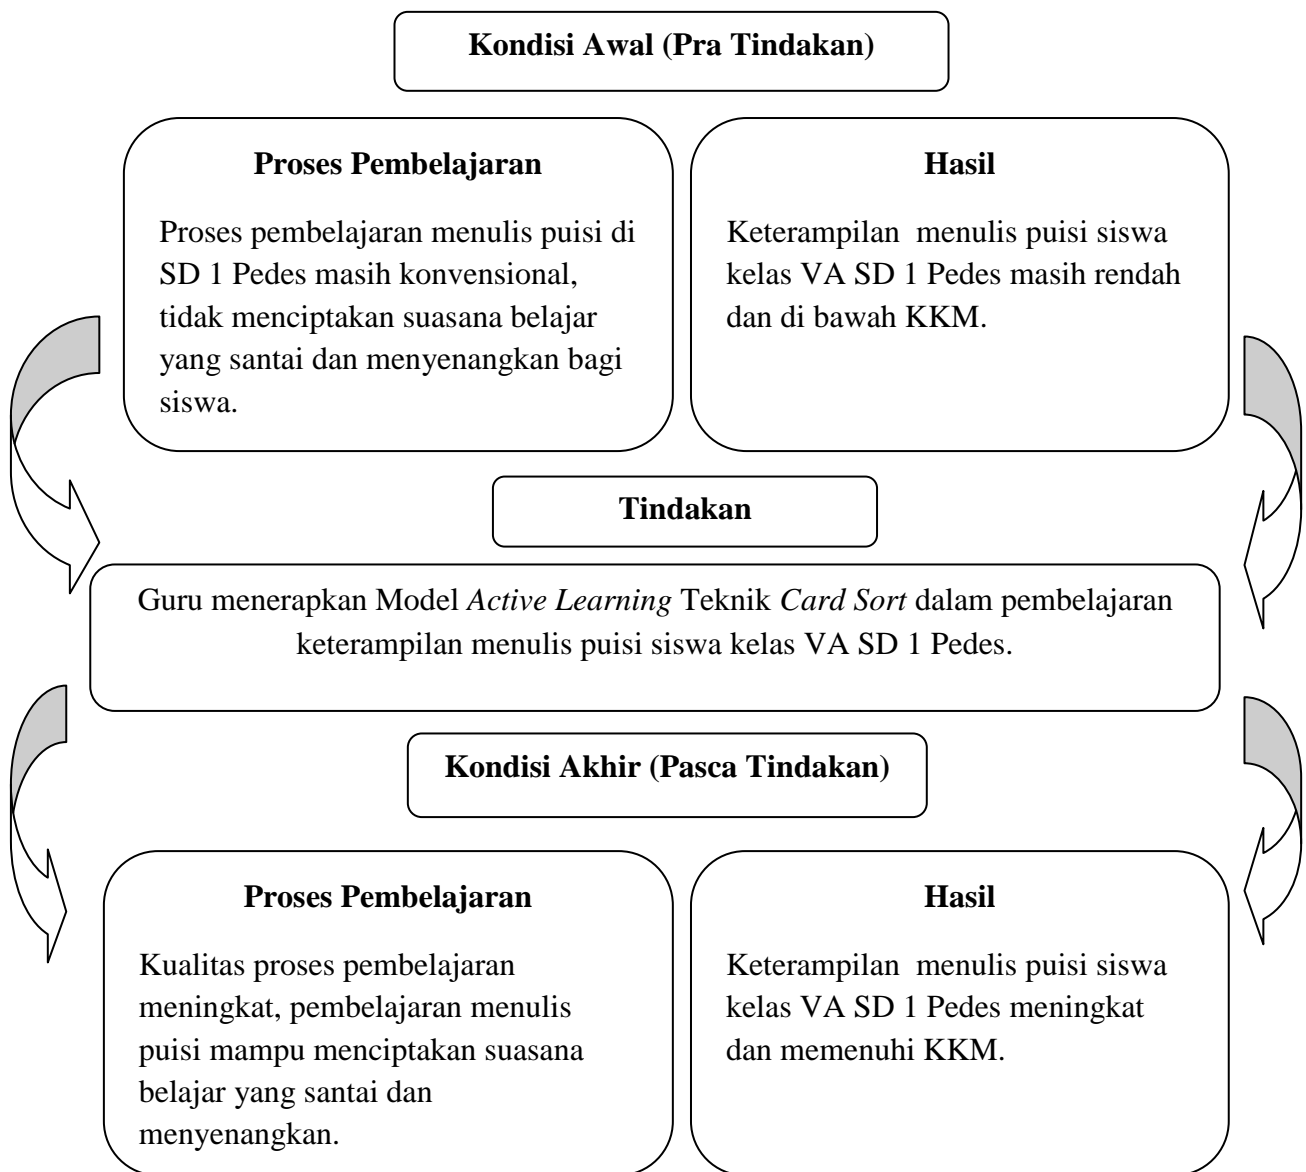 Kondisi Awal (Pra Tindakan)
Proses Pembelajaran
Proses pembelajaran menulis puisi di
SD 1 Pedes masih konvensional,
tidak menciptakan suasana belajar
yang santai dan menyenangkan bagi
siswa.
Hasil
Keterampilan  menulis puisi siswa
kelas VA SD 1 Pedes masih rendah
dan di bawah KKM.
Tindakan
Guru menerapkan Model Active Learning Teknik Card Sort dalam pembelajaran
keterampilan menulis puisi siswa kelas VA SD 1 Pedes.
Kondisi Akhir (Pasca Tindakan)
Proses Pembelajaran
Kualitas proses pembelajaran
meningkat, pembelajaran menulis
puisi mampu menciptakan suasana
belajar yang santai dan
menyenangkan.
Hasil
Keterampilan  menulis puisi siswa
kelas VA SD 1 Pedes meningkat
dan memenuhi KKM.